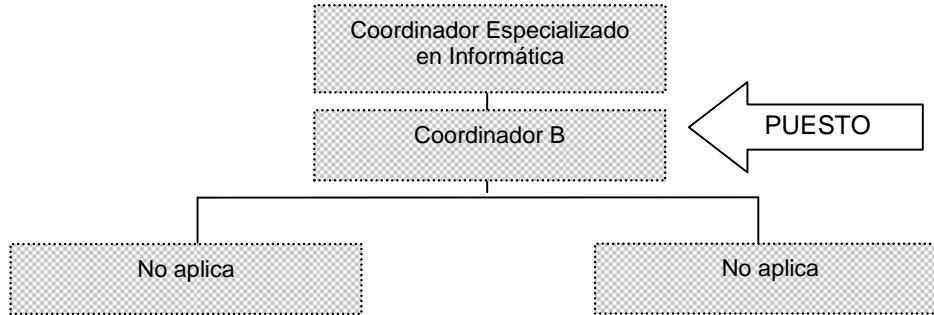 Coordinador Especializado
en Informática
Coordinador B
PUESTO
No aplica
No aplica